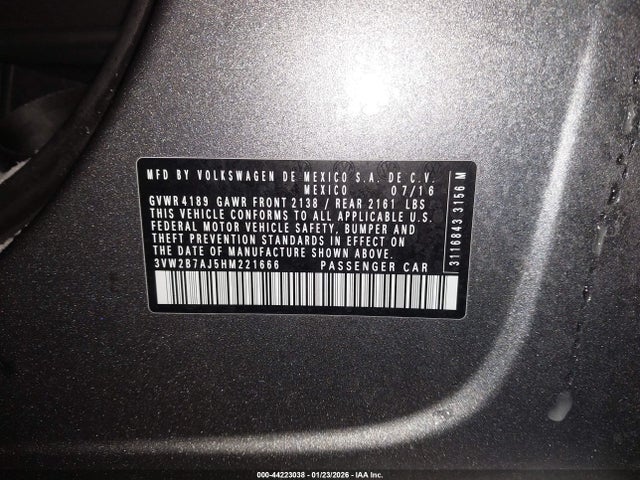 MFD BY VOLKSWAGEN DE MEXICO S.A. DE C.V.
MEXICO 07/16
GVWR 4189 GAWR FRONT 2138 / REAR 2161 LBS
THIS VEHICLE CONFORMS TO ALL APPLICABLE U.S.
FEDERAL MOTOR VEHICLE SAFETY, BUMPER AND
THEFT PREVENTION STANDARDS IN EFFECT ON
THE DATE OF MANUFACTURE SHOWN ABOVE.
3VW2B7AJ5HM221666 PASSENGER CAR
3116843 3156 M
000-44223038 - 01/23/2026 - IAA Inc.